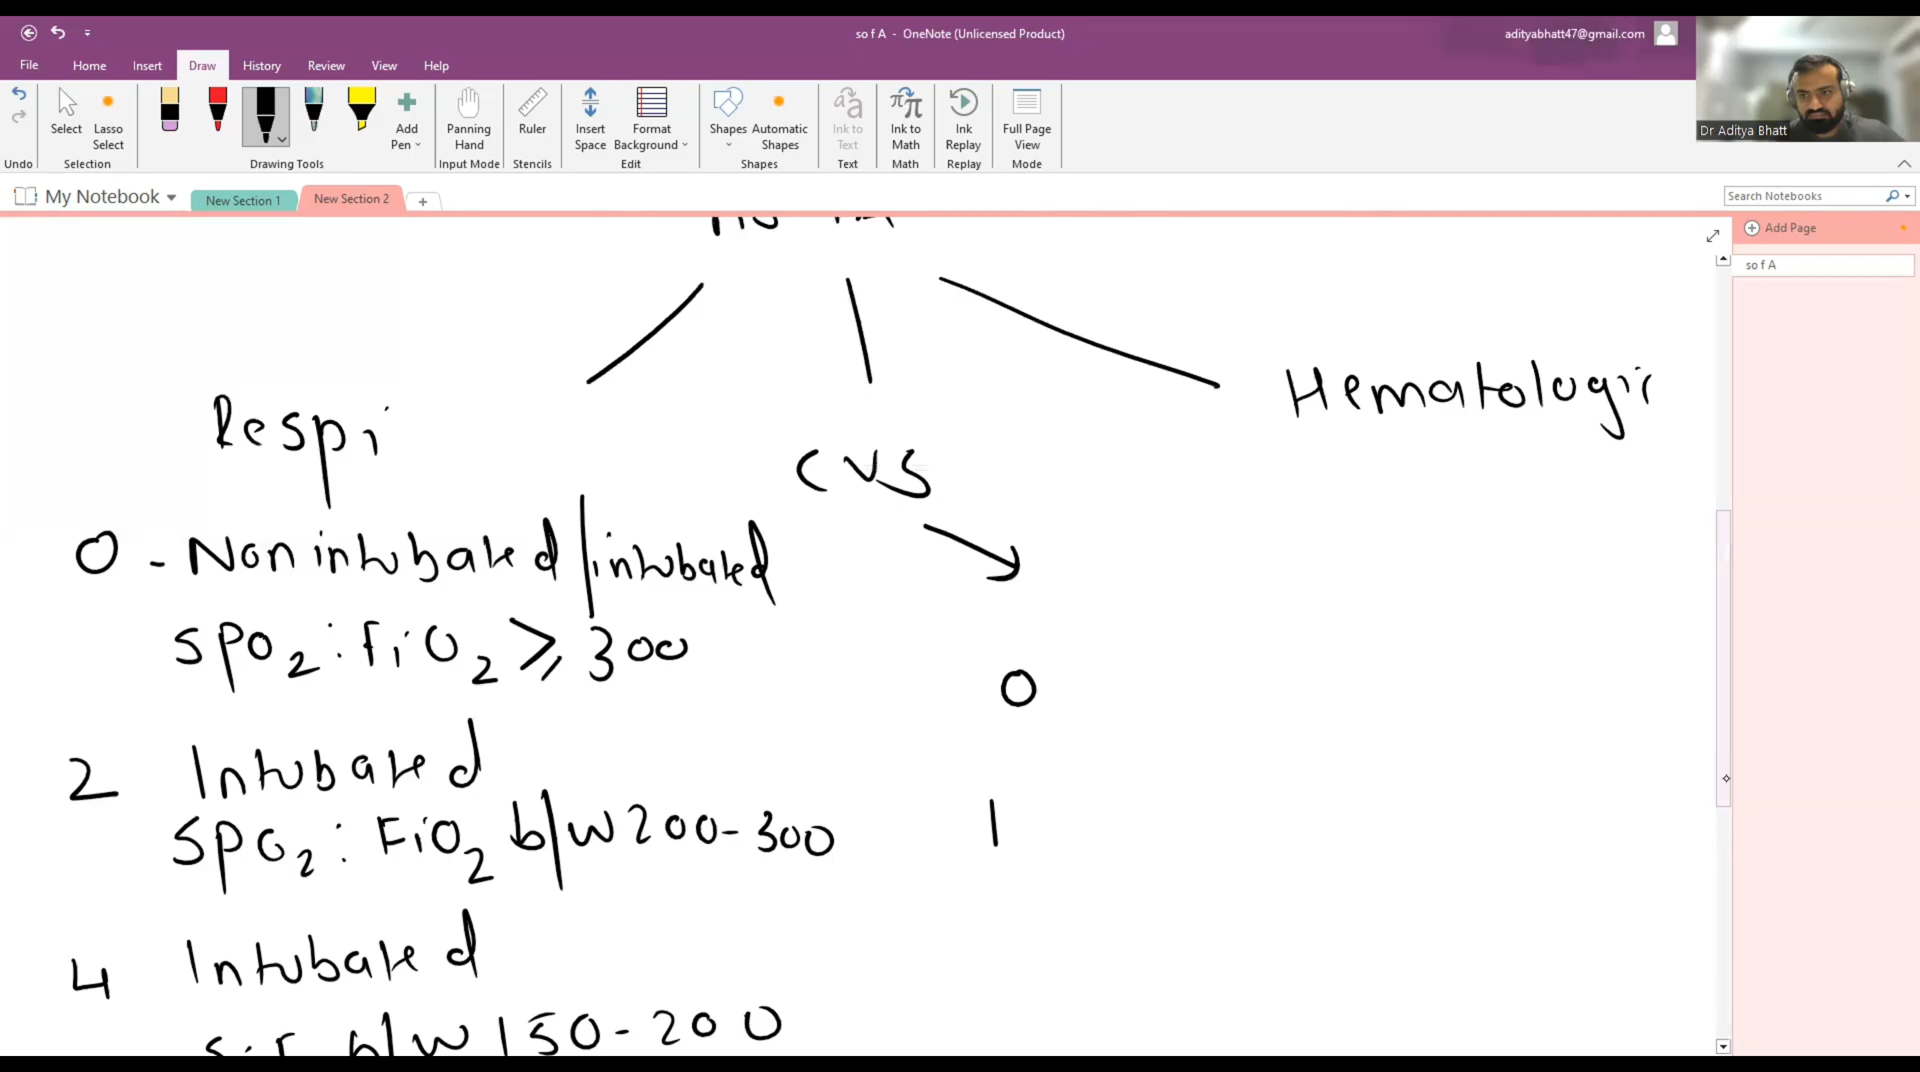 so f A - OneNote (Unlicensed Product)
adityabhatt47@gmail.com
File Home Insert Draw History Review View Help
Select
Lasso Select
Add Pen
Panning Hand
Ruler
Insert Space
Format Background
Shapes
Automatic Shapes
Ink to Text
Ink to Math
Ink Replay
Full Page View
Undo Selection Drawing Tools Input Mode Stencils Edit Shapes Text Math Replay Mode
Dr Aditya Bhatt
My Notebook New Section 1 New Section 2
Search Notebooks
Add Page
so f A
Respi
CVS
Hematologic
0 - Non intubated/intubated
SPO2 : FiO2 ≥ 300
2 Intubated
SPO2 : FiO2 b/w 200-300
4 Intubated
S:F b/w 150-200
0
1